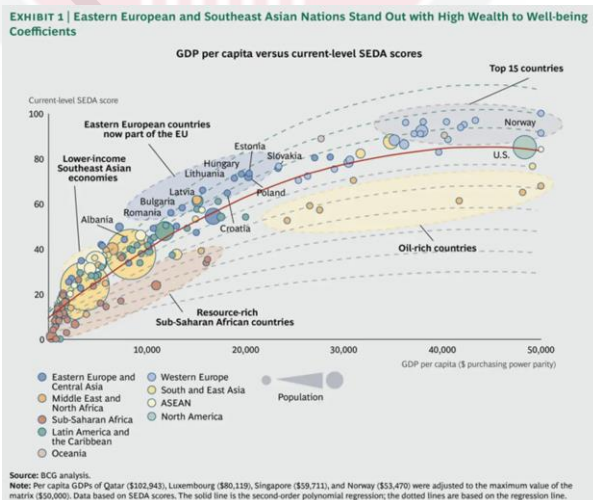 EXHIBIT 1 | Eastern European and Southeast Asian Nations Stand Out with High Wealth to Well-being
Coefficients
GDP per capita versus current-level SEDA scores
Top 15 countries
Current-level SEDA score
100
Eastern European countries
now part of the EU
Norway
Estonia
80
Hungary
Slovakia
Lower-income
Southeast Asian
economies
Lithuania
U.S.
Latvia
Poland
Bulgaria
60
Romania
Albania
Croatia
40
Oil-rich countries
20
Resource-rich
Sub-Saharan African countries
0
10,000
20,000
30,000
40,000
50,000
GDP per capita ($ purchasing power parity)
Eastern Europe and
Central Asia
Middle East and
North Africa
Sub-Saharan Africa
Latin America and
the Caribbean
Oceania
Western Europe
South and East Asia
ASEAN
North America
Population
Source: BCG analysis.
Note: Per capita GDPs of Qatar ($102,943), Luxembourg ($80,119), Singapore ($59,711), and Norway ($53,470) were adjusted to the maximum value of the
matrix ($50,000). Data based on SEDA scores. The solid line is the second-order polynomial regression; the dotted lines are based on the regression line.